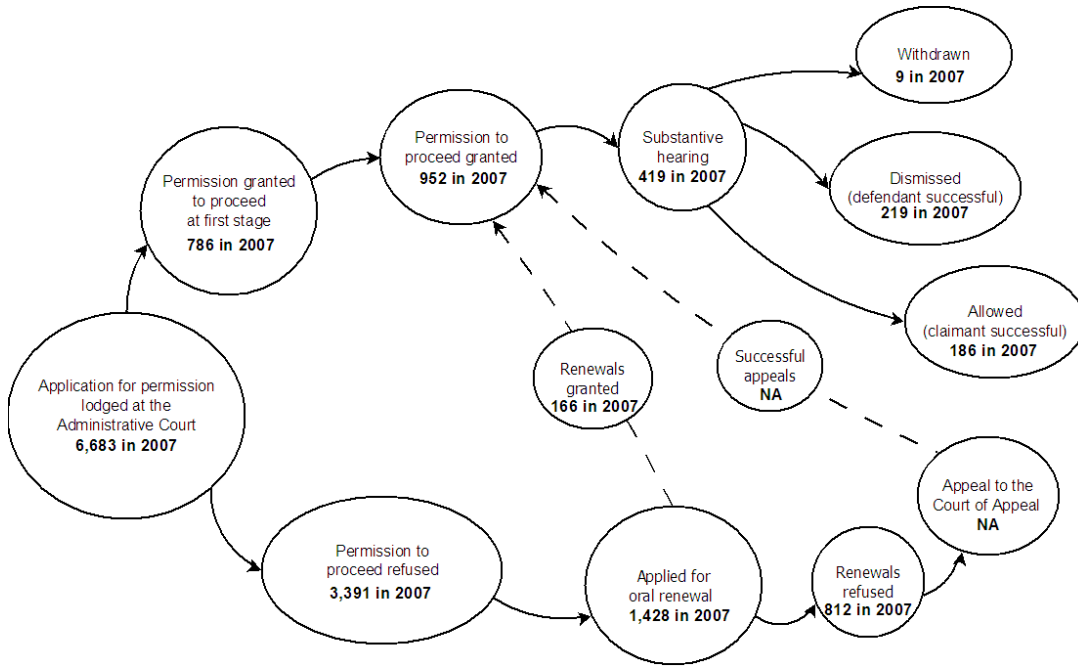 Withdrawn
9 in 2007
Permission to
proceed granted
952 in 2007
Substantive
hearing
419 in 2007
Permission granted
to proceed
at first stage
786 in 2007
Dismissed
(defendant successful)
219 in 2007
Allowed
(claimant successful)
186 in 2007
Renewals
granted
166 in 2007
Successful
appeals
NA
Application for permission
lodged at the
Administrative Court
6,683 in 2007
Appeal to the
Court of Appeal
NA
Permission to
proceed refused
3,391 in 2007
Applied for
oral renewal
1,428 in 2007
Renewals
refused
812 in 2007